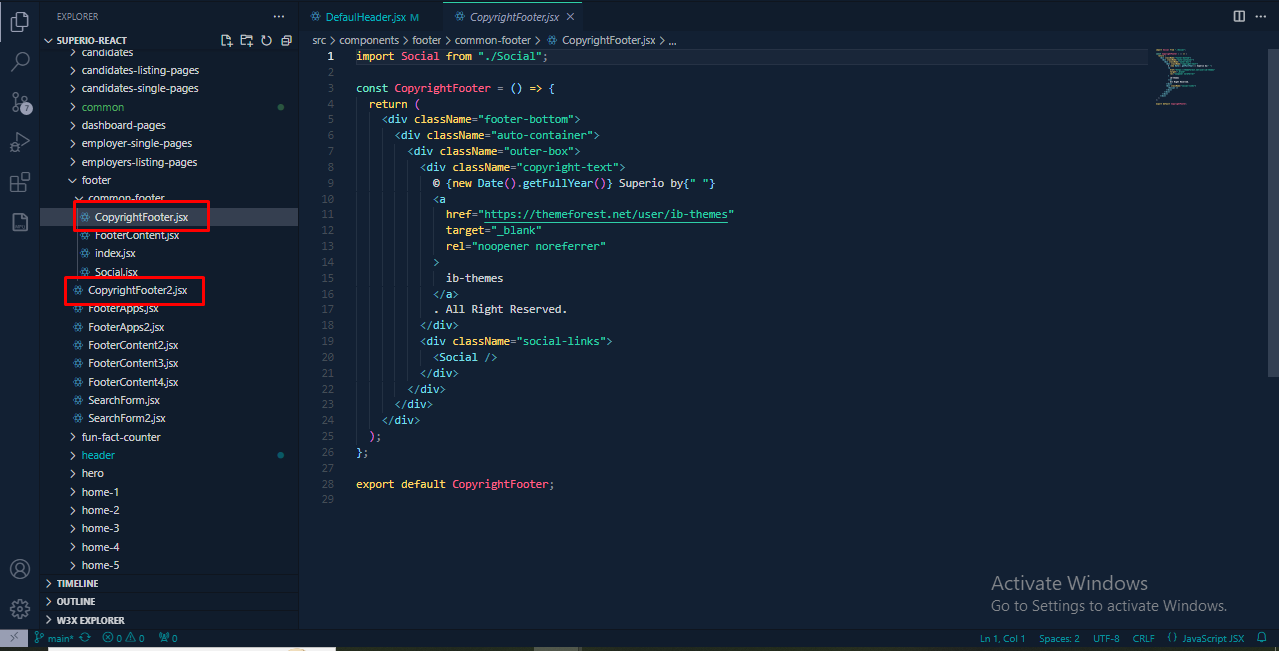 EXPLORER
SUPERIO-REACT
candidates
candidates-listing-pages
candidates-single-pages
common
dashboard-pages
employer-single-pages
employers-listing-pages
footer
common-footer
CopyrightFooter.jsx
FooterContent.jsx
index.jsx
Social.jsx
CopyrightFooter2.jsx
FooterApps.jsx
FooterApps2.jsx
FooterContent2.jsx
FooterContent3.jsx
FooterContent4.jsx
SearchForm.jsx
SearchForm2.jsx
fun-fact-counter
header
hero
home-1
home-2
home-3
home-4
home-5
TIMELINE
OUTLINE
W3X EXPLORER
7
DefaulHeader.jsx M
CopyrightFooter.jsx
src > components > footer > common-footer > CopyrightFooter.jsx > ...
1 import Social from "./Social";
2
3 const CopyrightFooter = () => {
4 return (
5 <div className="footer-bottom">
6 <div className="auto-container">
7 <div className="outer-box">
8 <div className="copyright-text">
9 © {new Date().getFullYear()} Superio by{" "}
10 <a
11 href="https://themeforest.net/user/ib-themes"
12 target="_blank"
13 rel="noopener noreferrer"
14 >
15 ib-themes
16 </a>
17 . All Right Reserved.
18 </div>
19 <div className="social-links">
20 <Social />
21 </div>
22 </div>
23 </div>
24 </div>
25 );
26 };
27
28 export default CopyrightFooter;
29
Activate Windows
Go to Settings to activate Windows.
main* 0 0 0
Ln 1, Col 1 Spaces: 2 UTF-8 CRLF {} JavaScript JSX